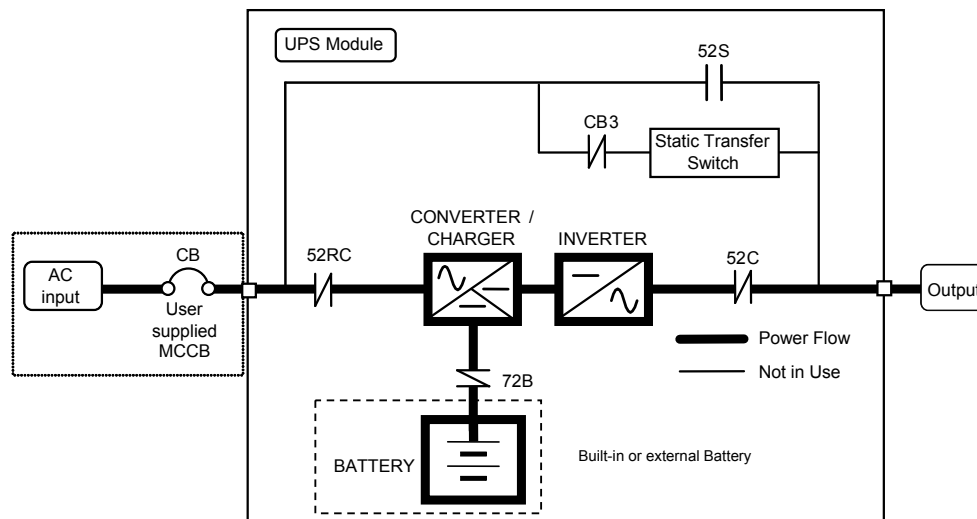 UPS Module
52S
CB3
Static Transfer
Switch
CONVERTER /
CHARGER
INVERTER
CB
52RC
52C
AC
input
Output
User
supplied
MCCB
Power Flow
Not in Use
72B
BATTERY
Built-in or external Battery